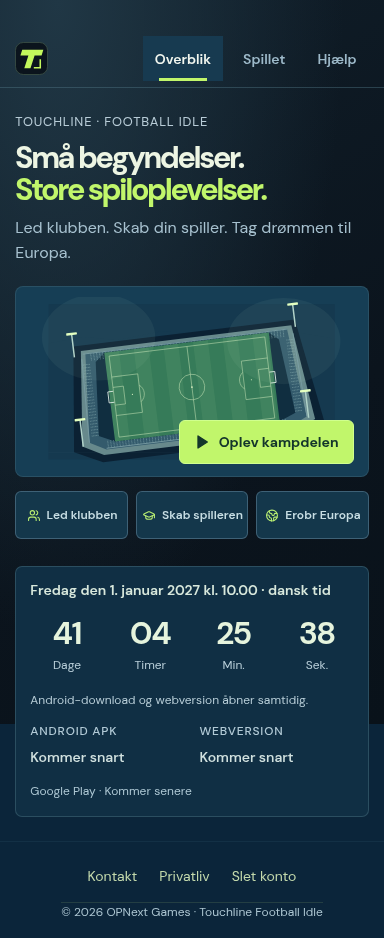 Overblik
Spillet
Hjælp
TOUCHLINE · FOOTBALL IDLE
Små begyndelser.
Store spiloplevelser.
Led klubben. Skab din spiller. Tag drømmen til
Europa.
Oplev kampdelen
Led klubben
Skab spilleren
Erobr Europa
Fredag den 1. januar 2027 kl. 10.00 · dansk tid
41 04 25 38
Dage Timer Min. Sek.
Android-download og webversion åbner samtidig.
ANDROID APK WEBVERSION
Kommer snart Kommer snart
Google Play · Kommer senere
Kontakt Privatliv Slet konto
© 2026 OPNext Games · Touchline Football Idle